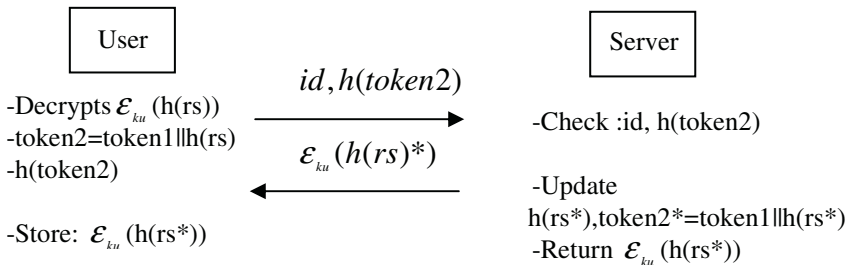 User
Server
id,h(token2)
-Decrypts ε_ku (h(rs))
-token2=token1||h(rs)
-h(token2)
-Check :id, h(token2)
ε_ku (h(rs)*)
-Update
h(rs*),token2*=token1||h(rs*)
-Store: ε_ku (h(rs*))
-Return ε_ku (h(rs*))